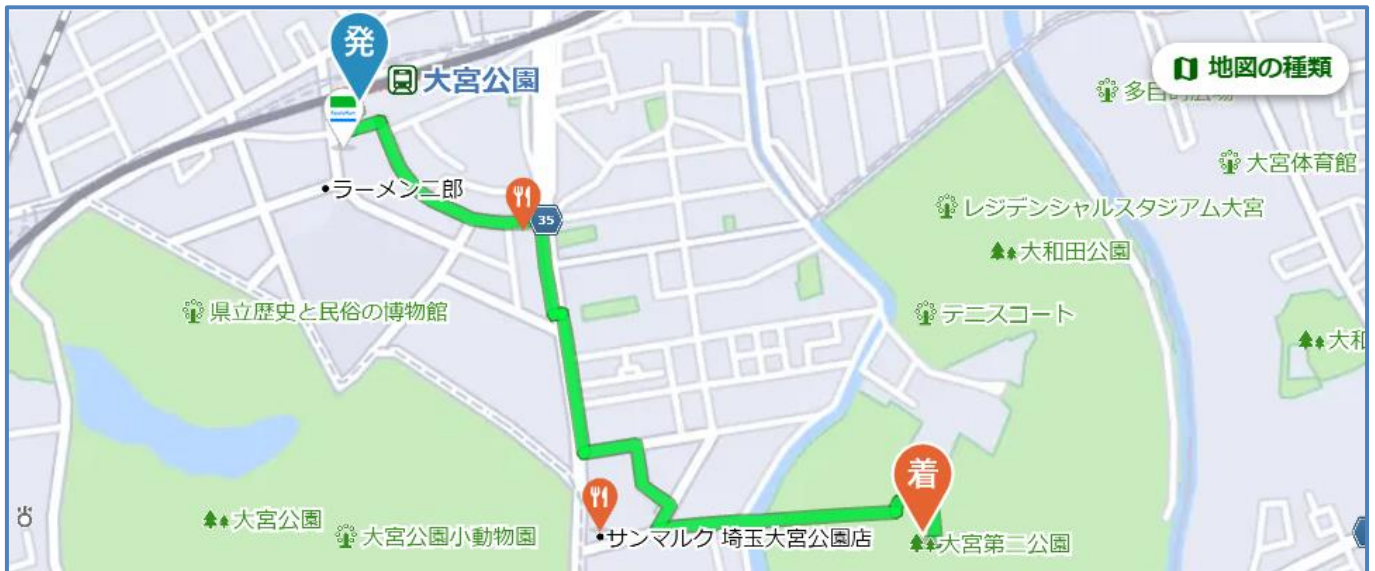 発
大宮公園
地図の種類
FamilyMart
大宮体育館
ラーメン二郎
35
レジデンシャルスタジアム大宮
大和田公園
県立歴史と民俗の博物館
テニスコート
大和
着
大宮公園
大宮公園小動物園
サンマルク 埼玉大宮公園店
大宮第二公園